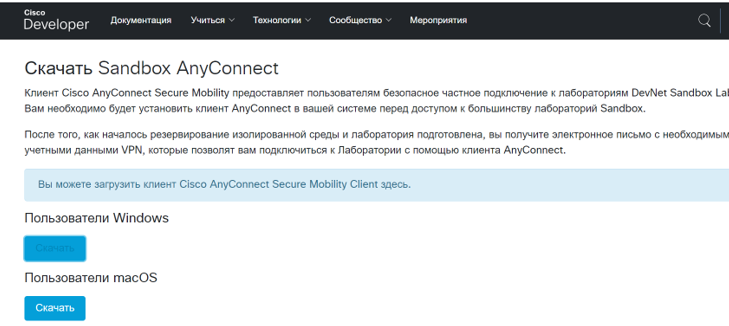 Cisco
Developer Документация Учиться Технологии Сообщество Мероприятия
Скачать Sandbox AnyConnect
Клиент Cisco AnyConnect Secure Mobility предоставляет пользователям безопасное частное подключение к лабораториям DevNet Sandbox Lab
Вам необходимо будет установить клиент AnyConnect в вашей системе перед доступом к большинству лабораторий Sandbox.
После того, как началось резервирование изолированной среды и лаборатория подготовлена, вы получите электронное письмо с необходимым
учетными данными VPN, которые позволят вам подключиться к Лаборатории с помощью клиента AnyConnect.
Вы можете загрузить клиент Cisco AnyConnect Secure Mobility Client здесь.
Пользователи Windows
Скачать
Пользователи macOS
Скачать